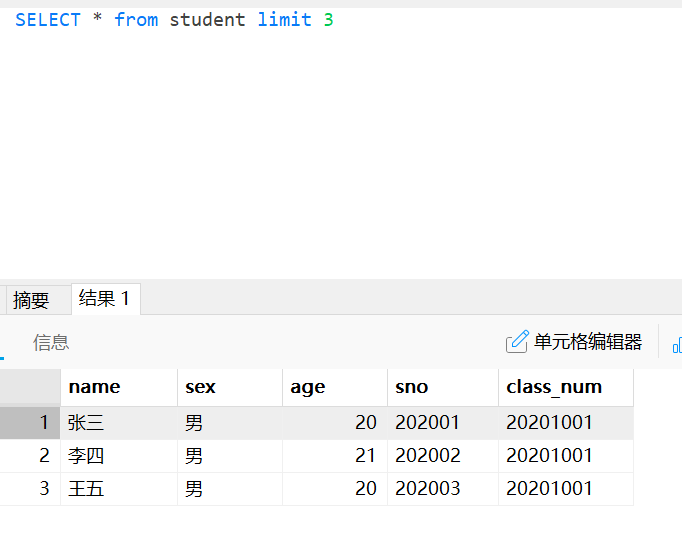 SELECT * from student limit 3
摘要 结果 1
信息 单元格编辑器
name sex age sno class_num
1 张三 男 20 202001 20201001
2 李四 男 21 202002 20201001
3 王五 男 20 202003 20201001